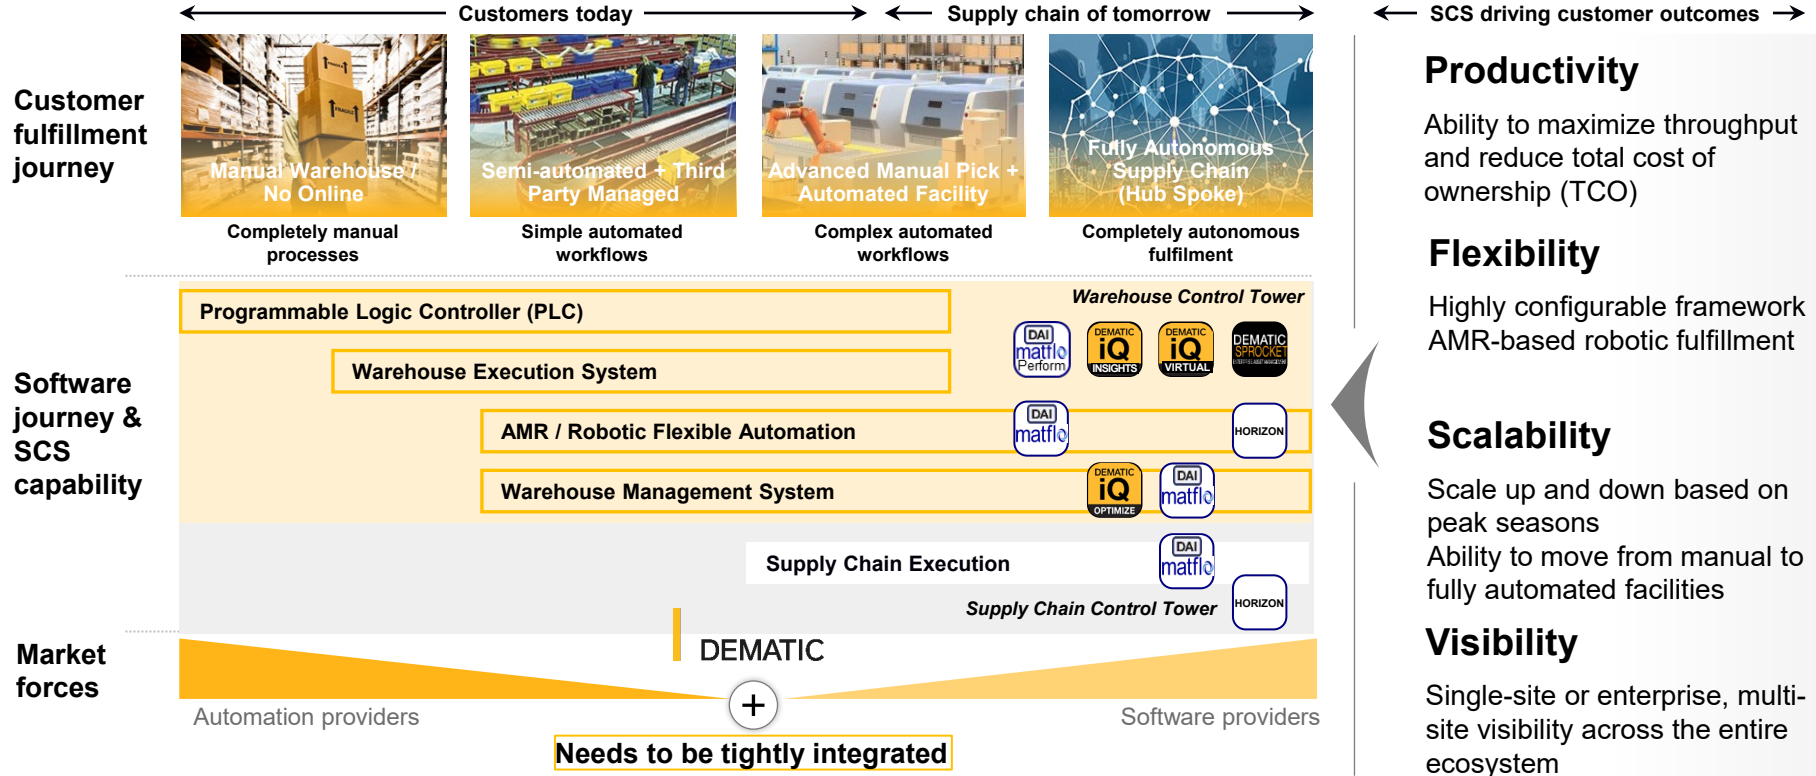 Customers today
Supply chain of tomorrow
SCS driving customer outcomes
Customer
fulfillment
journey
Manual Warehouse /
No Online
Semi-automated + Third
Party Managed
Advanced Manual Pick +
Automated Facility
Fully Autonomous
Supply Chain
(Hub Spoke)
Completely manual
processes
Simple automated
workflows
Complex automated
workflows
Completely autonomous
fulfilment
Software
journey &
SCS
capability
Programmable Logic Controller (PLC)
Warehouse Control Tower
DAI
matflo
Perform
DEMATIC
iQ
INSIGHTS
DEMATIC
iQ
VIRTUAL
DEMATIC
SPROCKET
Warehouse Execution System
AMR / Robotic Flexible Automation
DAI
matflo
HORIZON
Warehouse Management System
DEMATIC
iQ
OPTIMIZE
DAI
matflo
Supply Chain Execution
DAI
matflo
Supply Chain Control Tower
HORIZON
Market
forces
DEMATIC
+
Automation providers
Software providers
Needs to be tightly integrated
Productivity
Ability to maximize throughput
and reduce total cost of
ownership (TCO)
Flexibility
Highly configurable framework
AMR-based robotic fulfillment
Scalability
Scale up and down based on
peak seasons
Ability to move from manual to
fully automated facilities
Visibility
Single-site or enterprise, multi-
site visibility across the entire
ecosystem